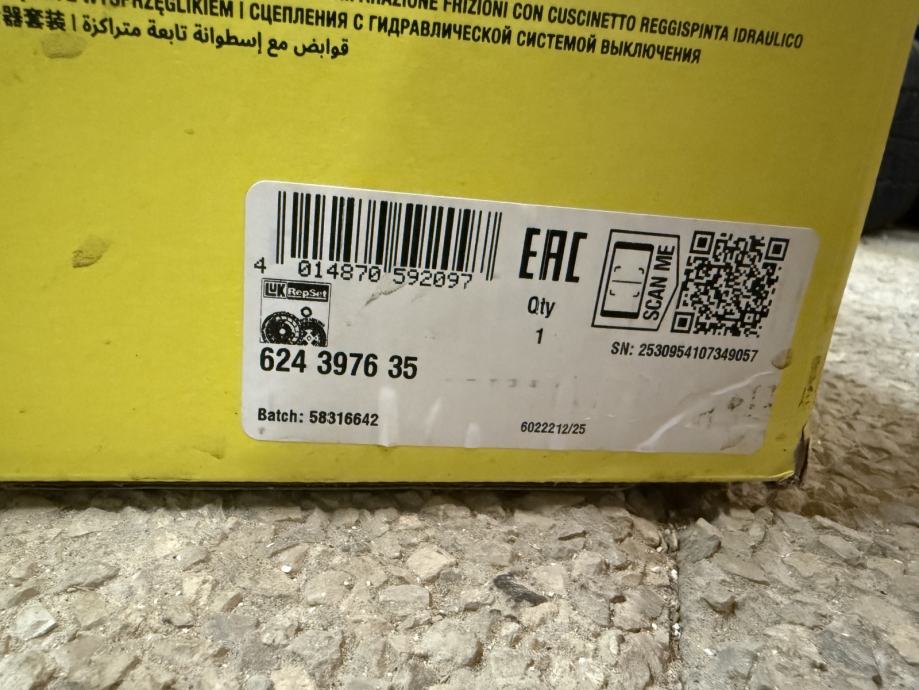 FRIZIONI CON CUSCINETTO REGGISPINTA IDRAULICO
СЦЕПЛЕНИЯ С ГИДРАВЛИЧЕСКОЙ СИСТЕМОЙ ВЫКЛЮЧЕНИЯ
器套装 | قوابض مع إسطوانة تابعة متراكزة
4 014870 592097
EAC
SCAN ME
LUK RepSet
Qty
1
SN: 2530954107349057
624 3976 35
Batch: 58316642
6022212/25